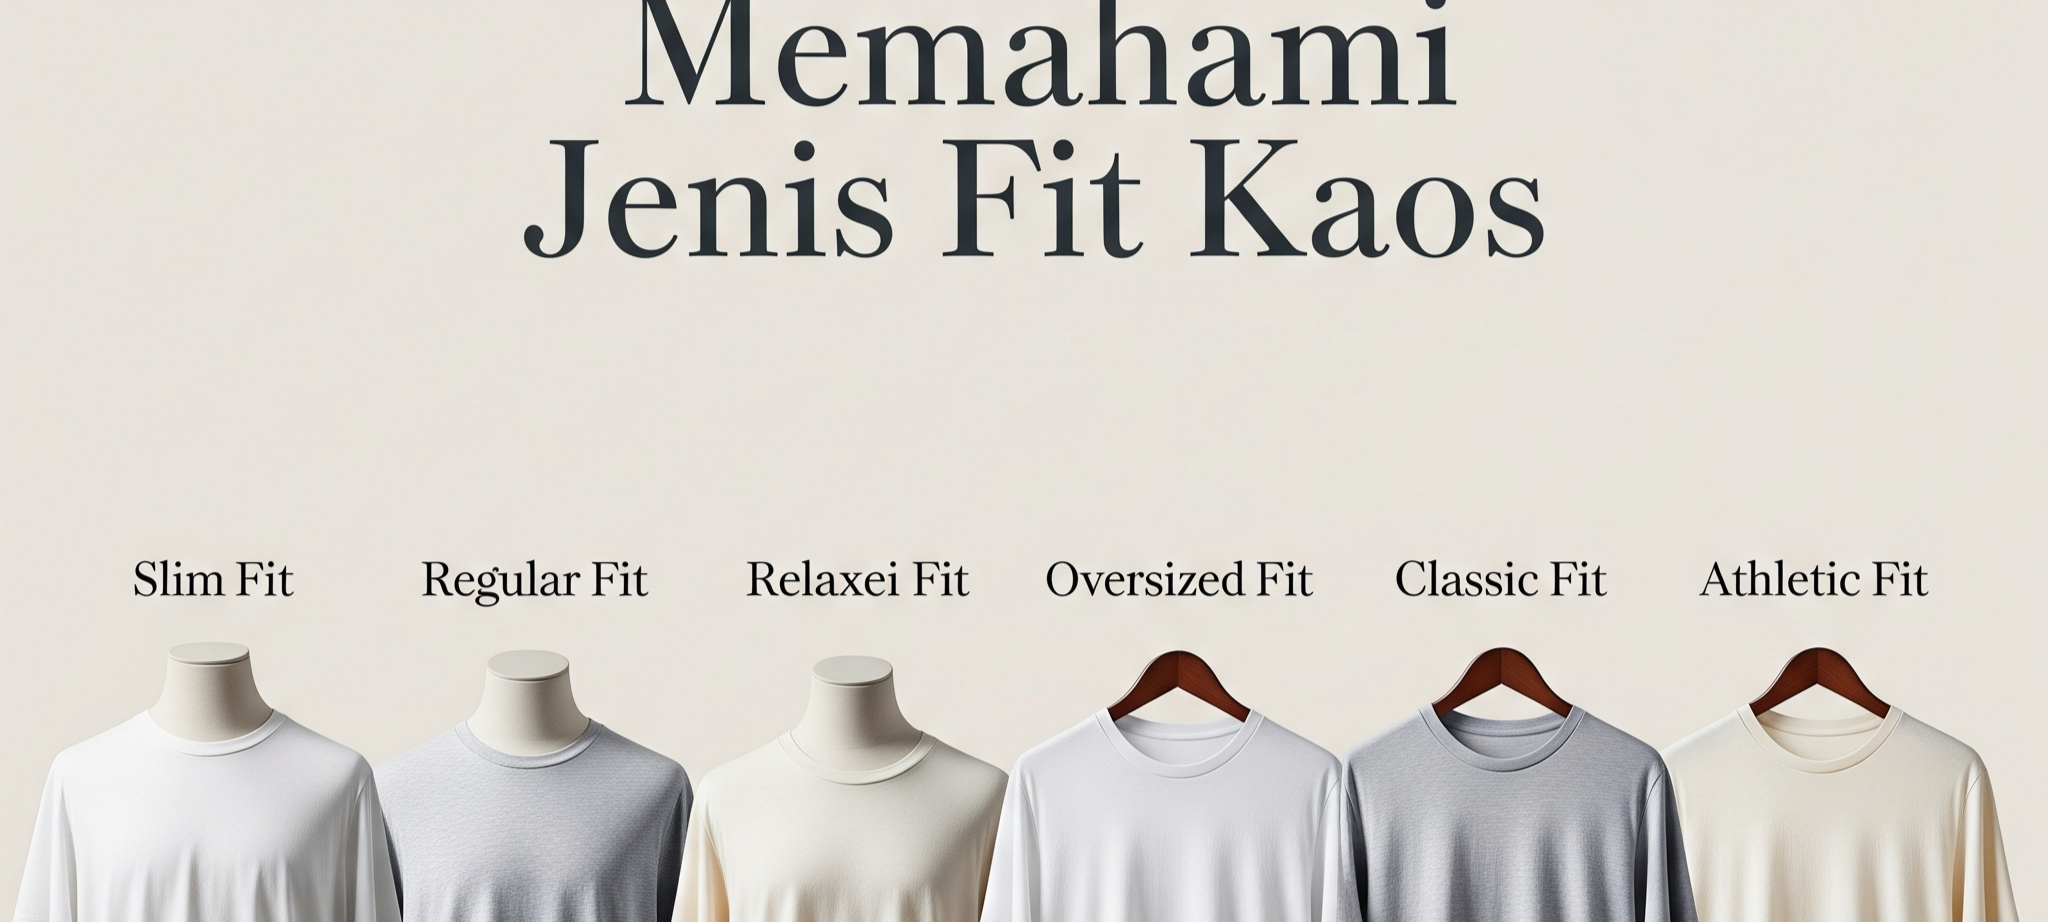 Memahami
Jenis Fit Kaos
Slim Fit
Regular Fit
Relaxei Fit
Oversized Fit
Classic Fit
Athletic Fit